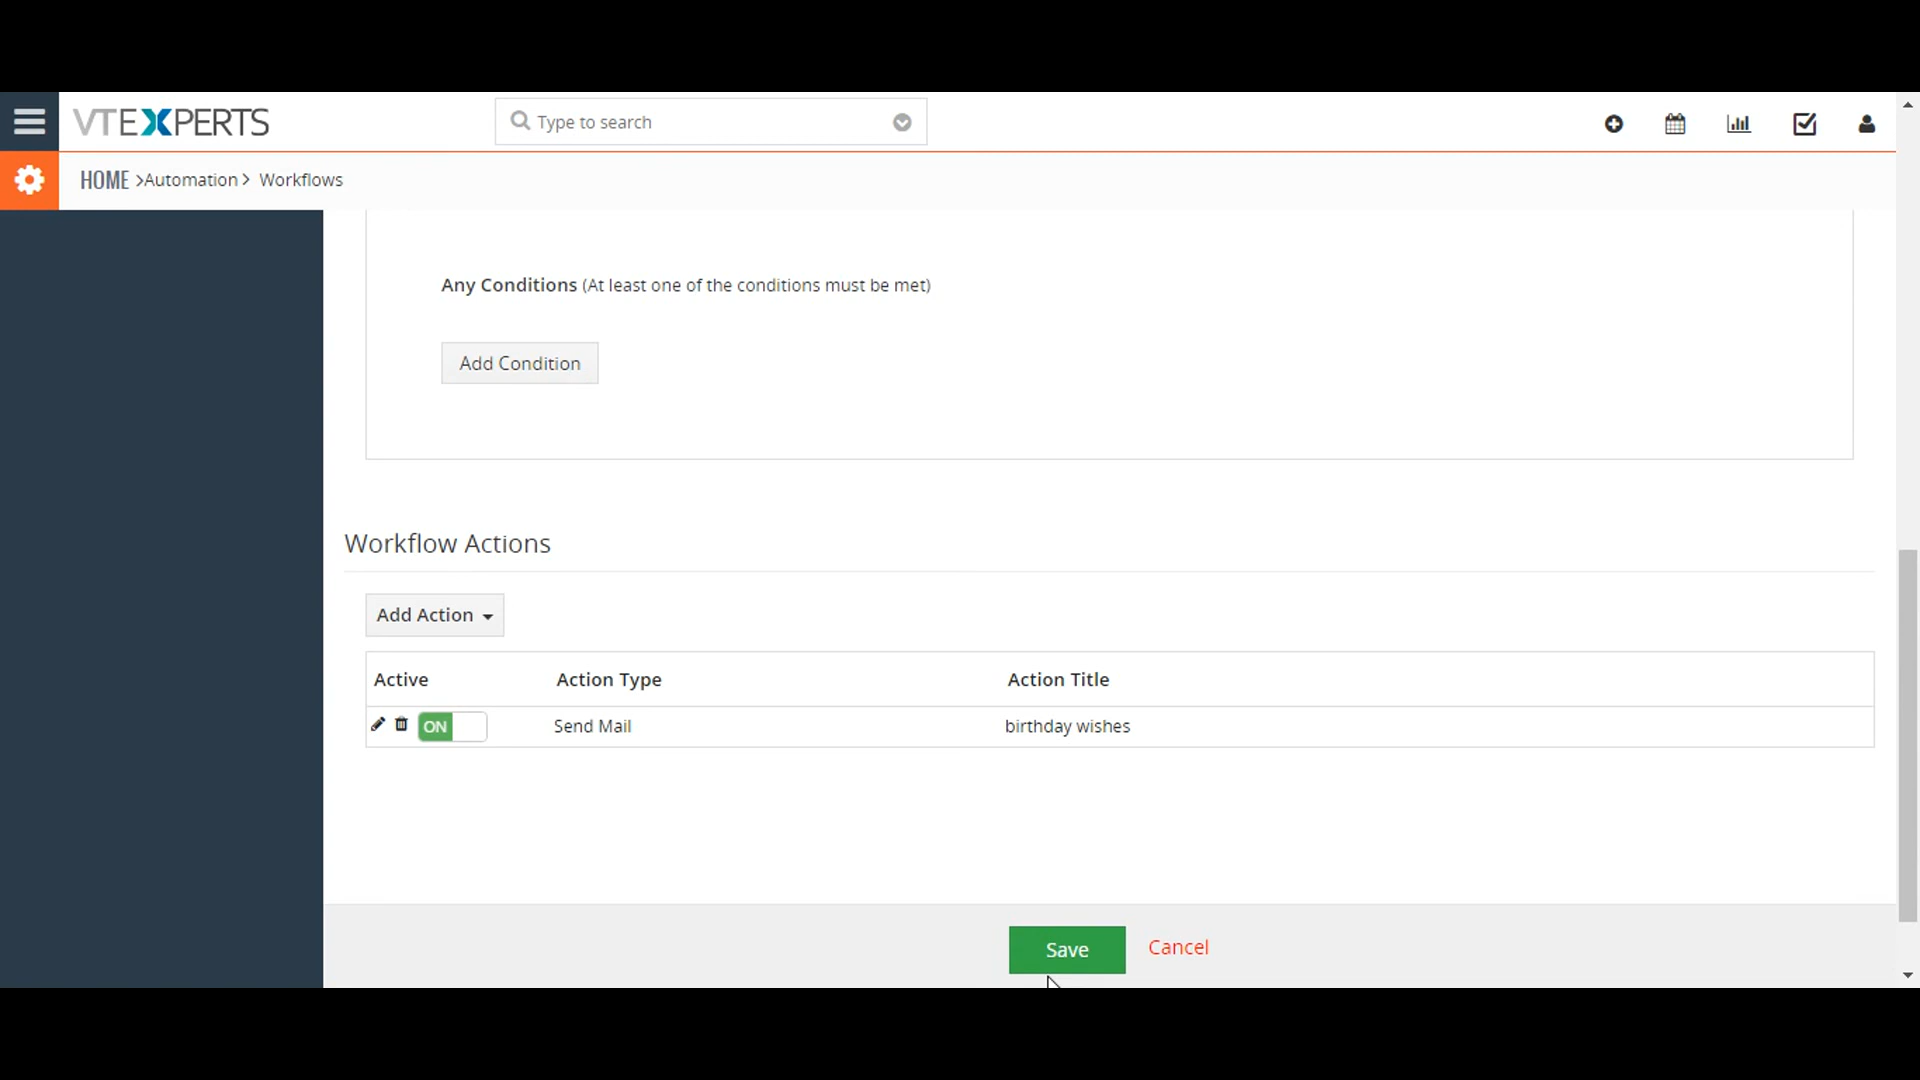 VTEXPERTS
Type to search
HOME >Automation > Workflows
Any Conditions (At least one of the conditions must be met)
Add Condition
Workflow Actions
Add Action
Active Action Type Action Title
ON Send Mail birthday wishes
Save Cancel